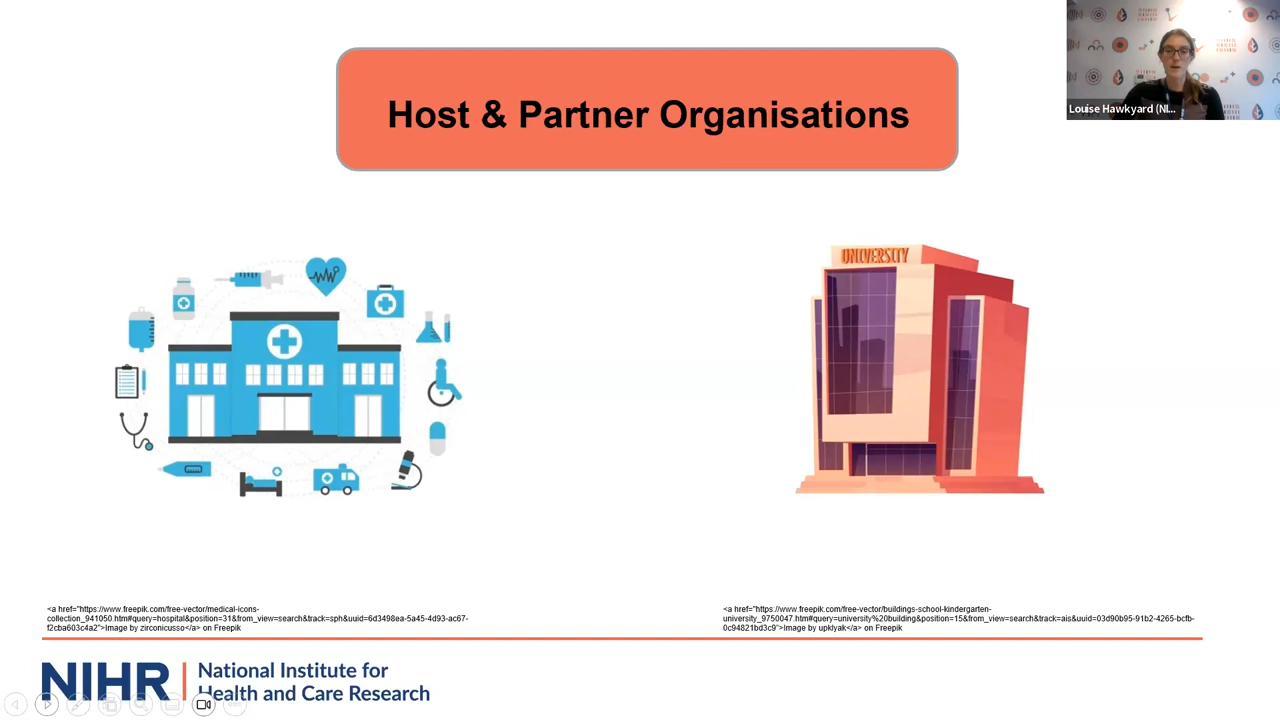 Host & Partner Organisations
Louise Hawkyard (NI...
UNIVERSITY
<a href="https://www.freepik.com/free-vector/medical-icons-
collection_941050.htm#query=hospital&position=31&from_view=search&track=sph&uuid=6d3498ea-5a45-4d93-ac67-
f2cba603c4a2">Image by zirconicusso</a> on Freepik
<a href="https://www.freepik.com/free-vector/buildings-school-kindergarten-
university_9750047.htm#query=university%20building&position=15&from_view=search&track=ais&uuid=03d90b95-91b2-4265-bcfb-
0c94821bd3c9">Image by upklyak</a> on Freepik
NIHR
National Institute for
Health and Care Research